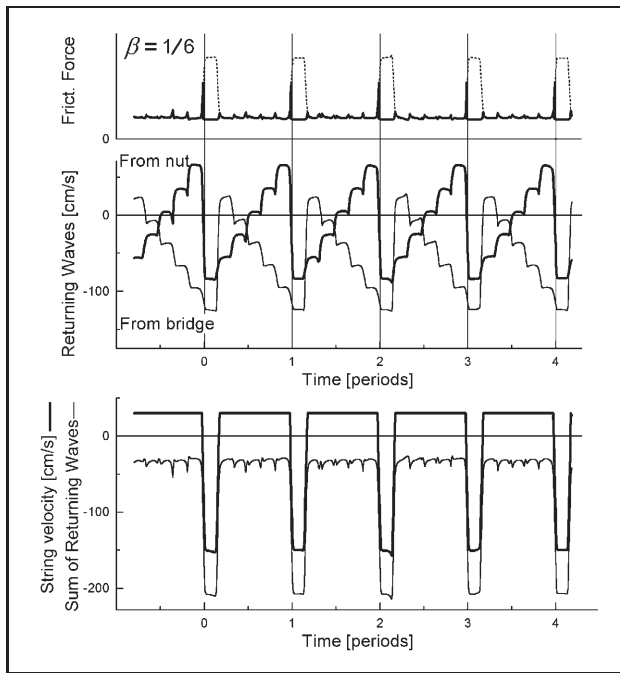 β = 1/6
Frict. Force
0
From nut
Returning Waves [cm/s]
0
-100
From bridge
0 1 2 3 4
Time [periods]
String velocity [cm/s]
Sum of Returning Waves
0
-100
-200
0 1 2 3 4
Time [periods]